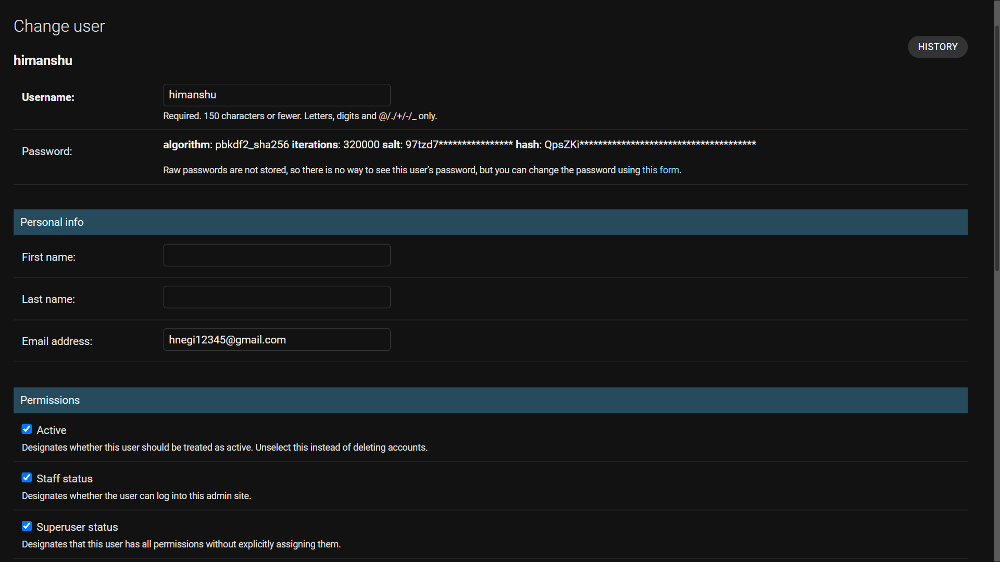 Change user
HISTORY
himanshu
Username:
himanshu
Required. 150 characters or fewer. Letters, digits and @/./+/-/_ only.
Password:
algorithm: pbkdf2_sha256 iterations: 320000 salt: 97tzd7**************** hash: QpsZKi**************************************
Raw passwords are not stored, so there is no way to see this user’s password, but you can change the password using this form.
Personal info
First name:
Last name:
Email address:
hnegi12345@gmail.com
Permissions
Active
Designates whether this user should be treated as active. Unselect this instead of deleting accounts.
Staff status
Designates whether the user can log into this admin site.
Superuser status
Designates that this user has all permissions without explicitly assigning them.